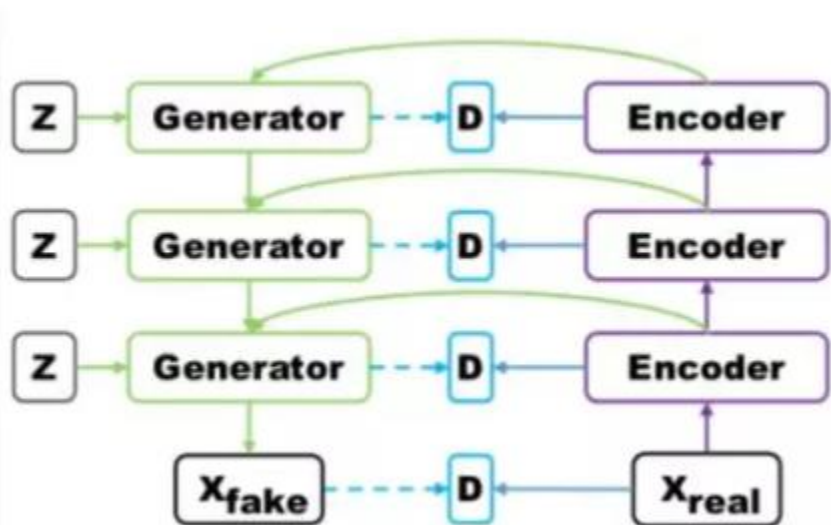 Z Generator D Encoder
Z Generator D Encoder
Z Generator D Encoder
Xfake D Xreal